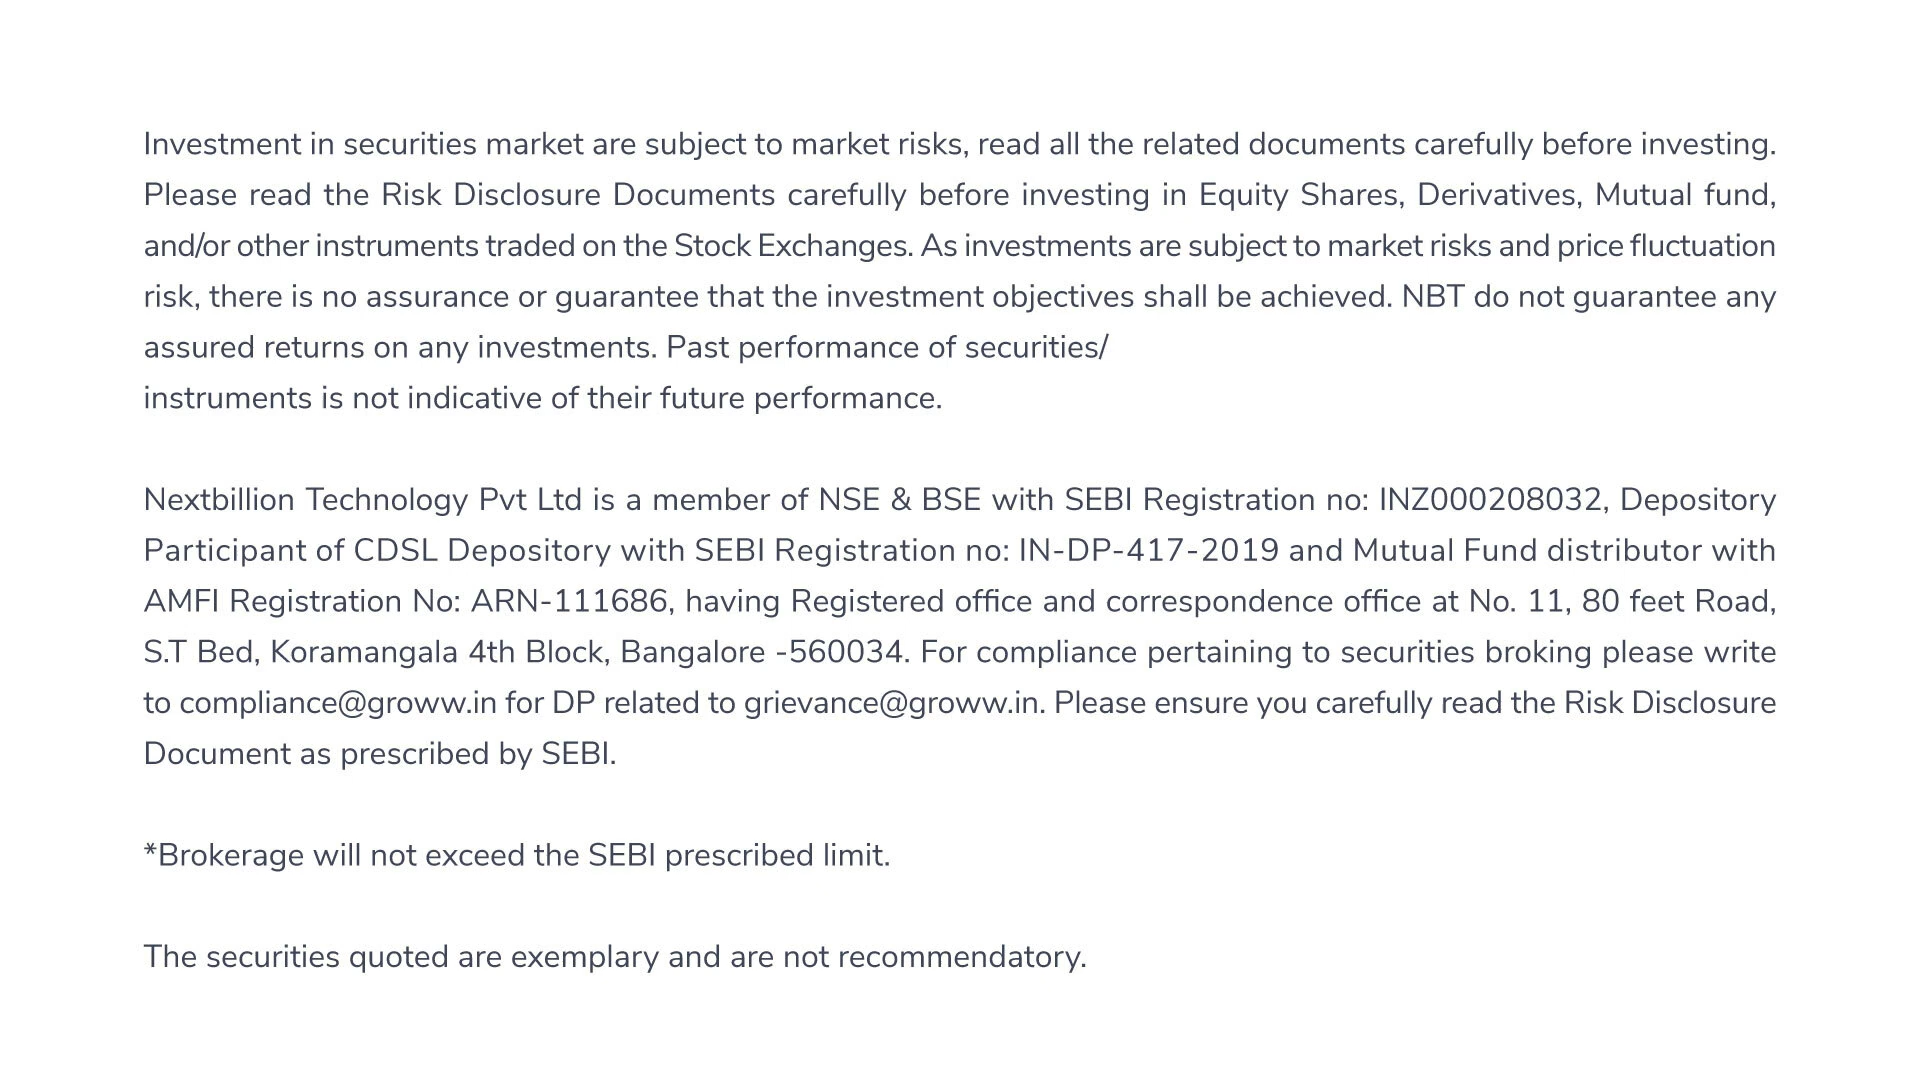 Investment in securities market are subject to market risks, read all the related documents carefully before investing.
Please read the Risk Disclosure Documents carefully before investing in Equity Shares, Derivatives, Mutual fund,
and/or other instruments traded on the Stock Exchanges. As investments are subject to market risks and price fluctuation
risk, there is no assurance or guarantee that the investment objectives shall be achieved. NBT do not guarantee any
assured returns on any investments. Past performance of securities/
instruments is not indicative of their future performance.
Nextbillion Technology Pvt Ltd is a member of NSE & BSE with SEBI Registration no: INZ000208032, Depository
Participant of CDSL Depository with SEBI Registration no: IN-DP-417-2019 and Mutual Fund distributor with
AMFI Registration No: ARN-111686, having Registered office and correspondence office at No. 11, 80 feet Road,
S.T Bed, Koramangala 4th Block, Bangalore -560034. For compliance pertaining to securities broking please write
to compliance@groww.in for DP related to grievance@groww.in. Please ensure you carefully read the Risk Disclosure
Document as prescribed by SEBI.
*Brokerage will not exceed the SEBI prescribed limit.
The securities quoted are exemplary and are not recommendatory.